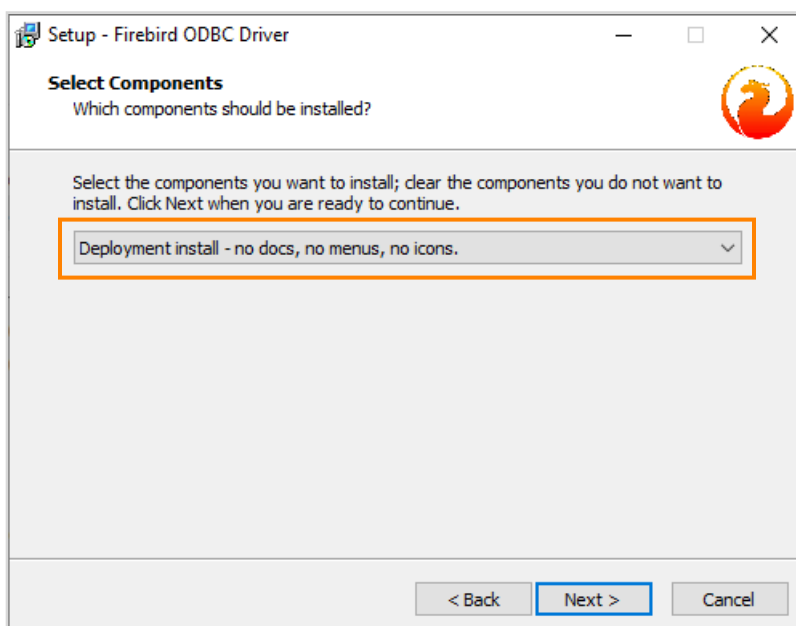 Setup - Firebird ODBC Driver
Select Components
Which components should be installed?
Select the components you want to install; clear the components you do not want to
install. Click Next when you are ready to continue.
Deployment install - no docs, no menus, no icons.
< Back
Next >
Cancel